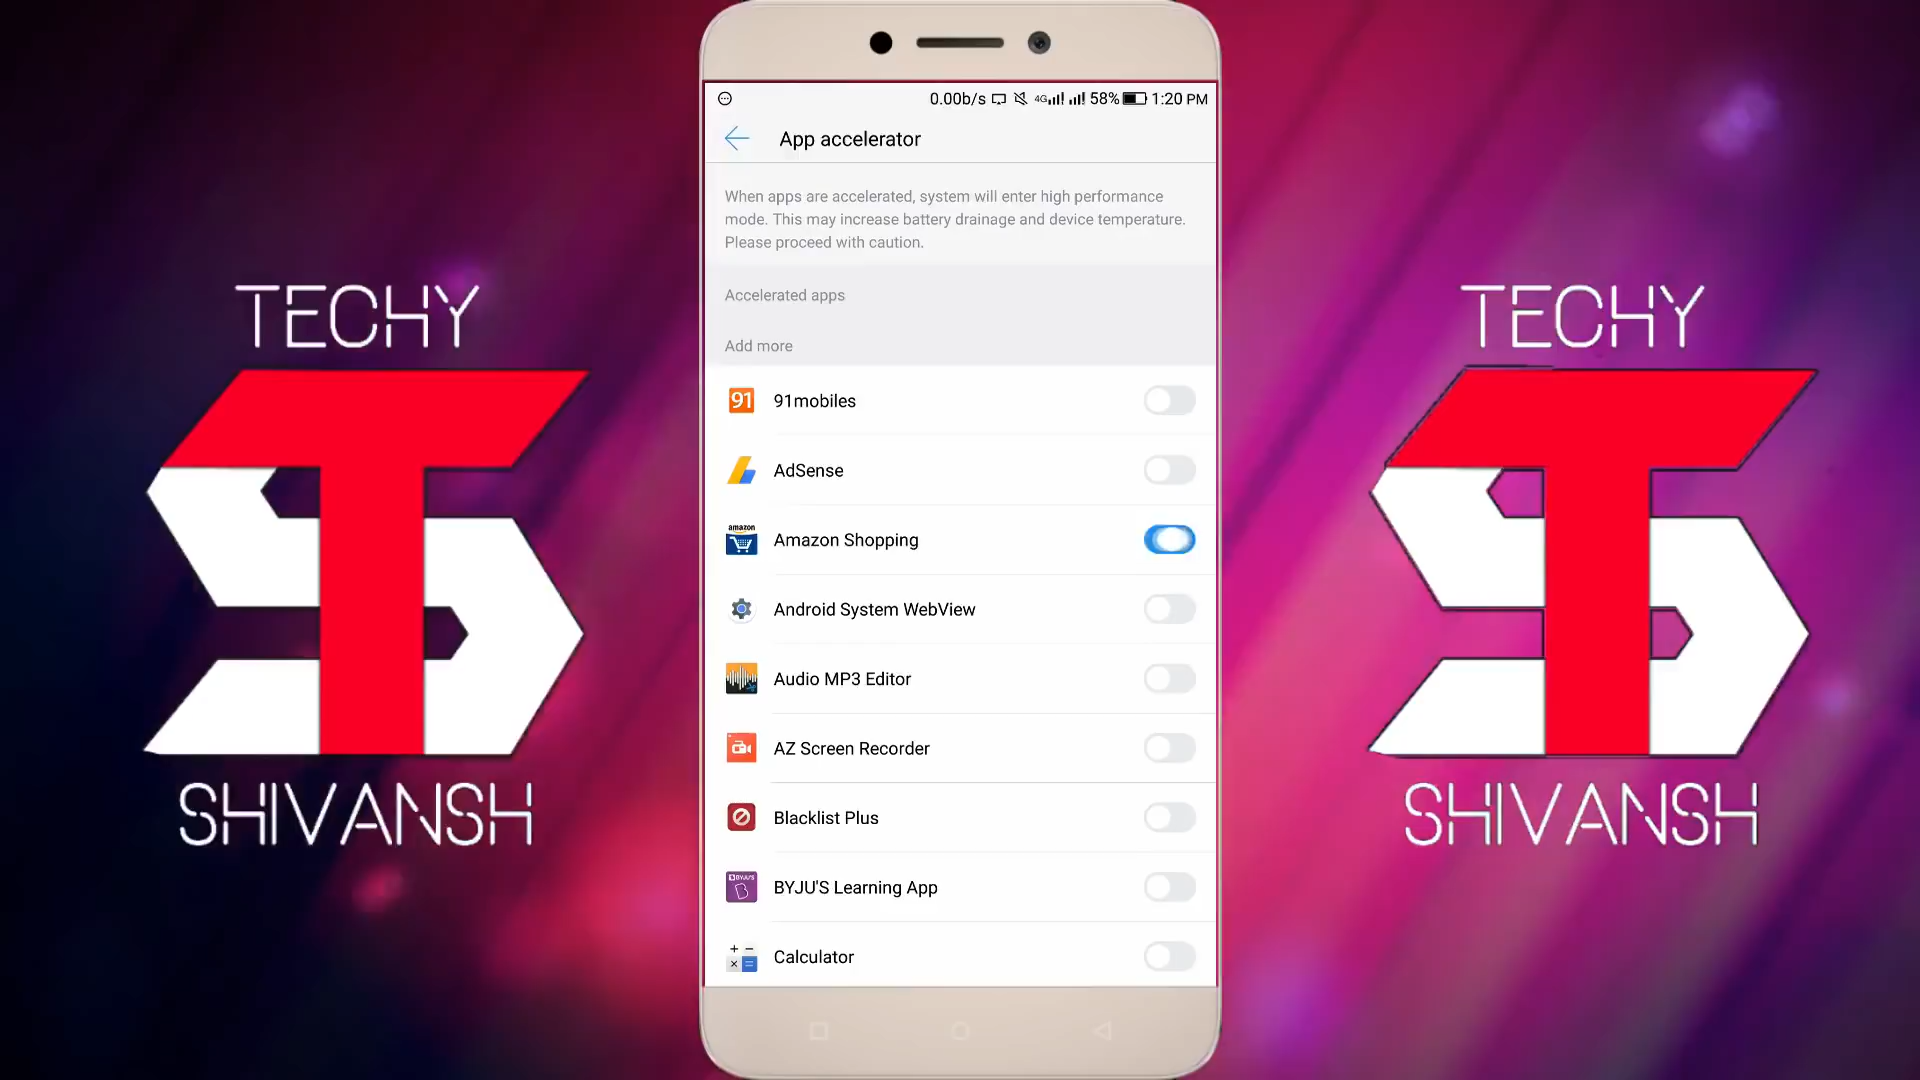 TECHY
SHIVANSH
0.00b/s 4G 58% 1:20 PM
App accelerator
When apps are accelerated, system will enter high performance
mode. This may increase battery drainage and device temperature.
Please proceed with caution.
Accelerated apps
Add more
91 91mobiles
AdSense
amazon Amazon Shopping
Android System WebView
Audio MP3 Editor
AZ Screen Recorder
Blacklist Plus
BYJU'S BYJU'S Learning App
Calculator
TECHY
SHIVANSH